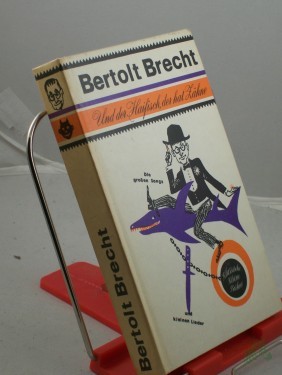 Bertolt Brecht
Und der Haifisch, der hat Zähne
Die
großen Songs
kleinen Lieder
Bertolt Brecht